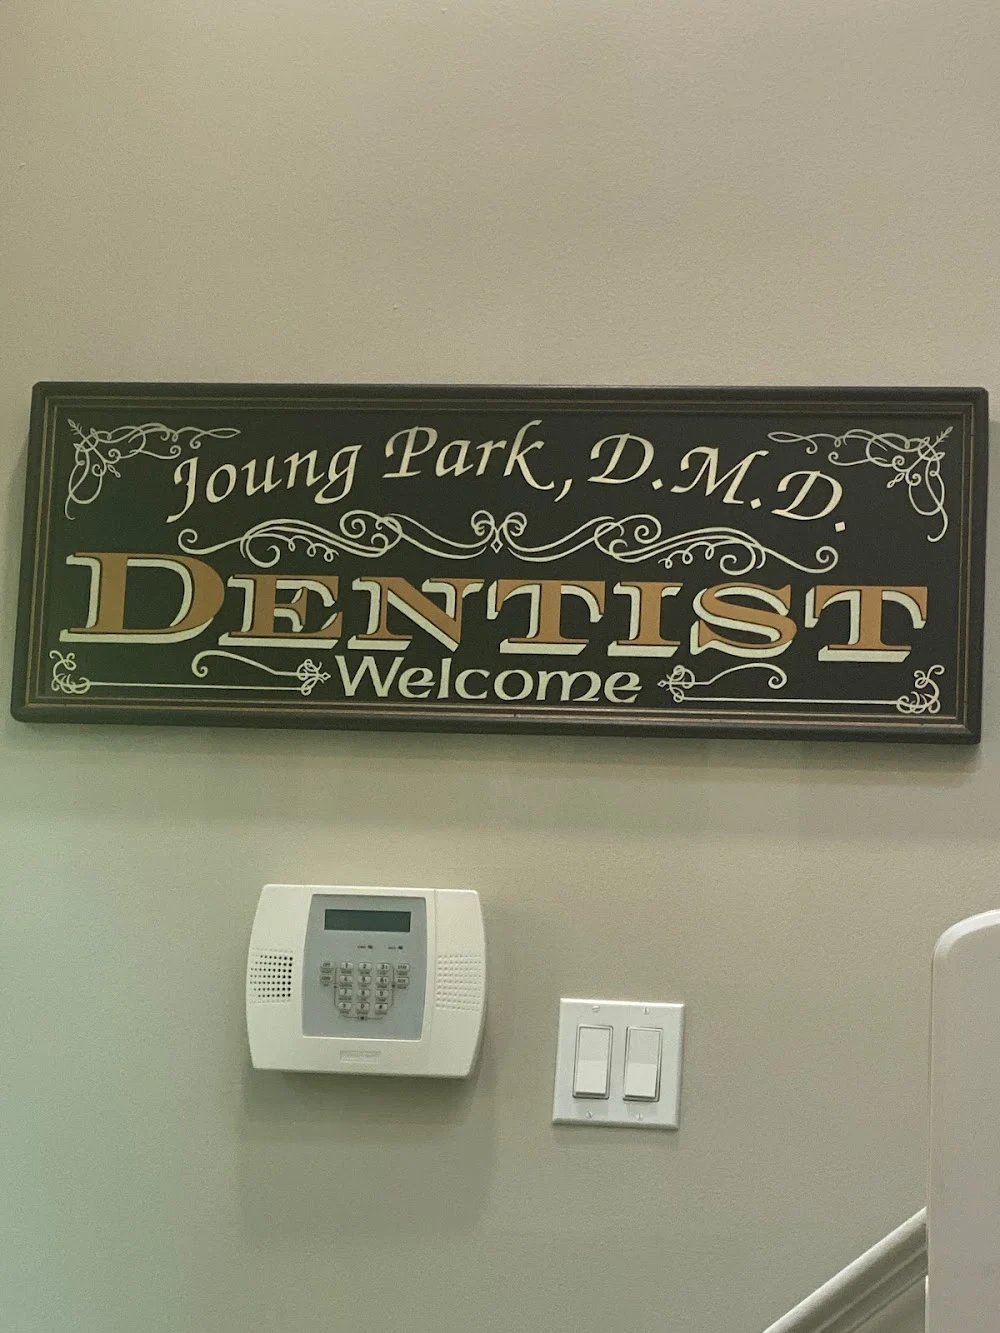 Joung Park, D.M.D.
DENTIST
Welcome